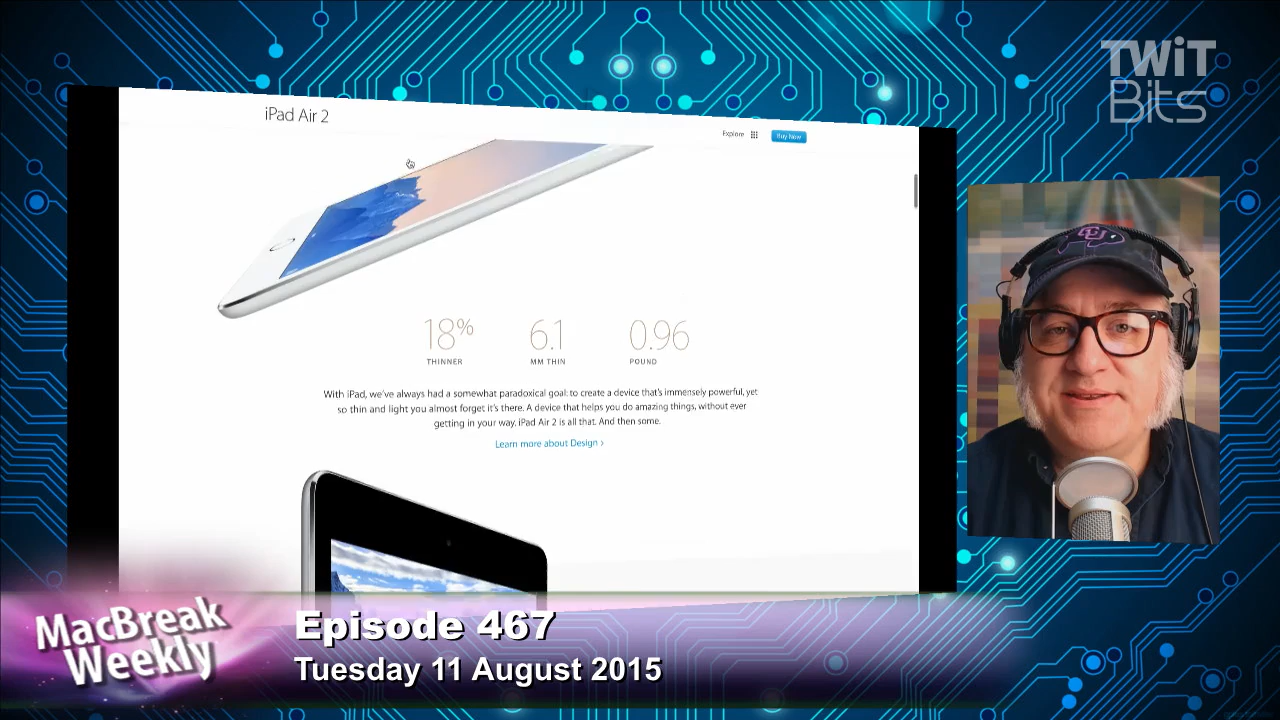 TWiT
Bits
iPad Air 2
Explore
Buy Now
18% 6.1 0.96
THINNER MM THIN POUND
With iPad, we've always had a somewhat paradoxical goal: to create a device that's immensely powerful, yet
so thin and light you almost forget it's there. A device that helps you do amazing things, without ever
getting in your way. iPad Air 2 is all that. And then some.
Learn more about Design >
MacBreak
Weekly
Episode 467
Tuesday 11 August 2015